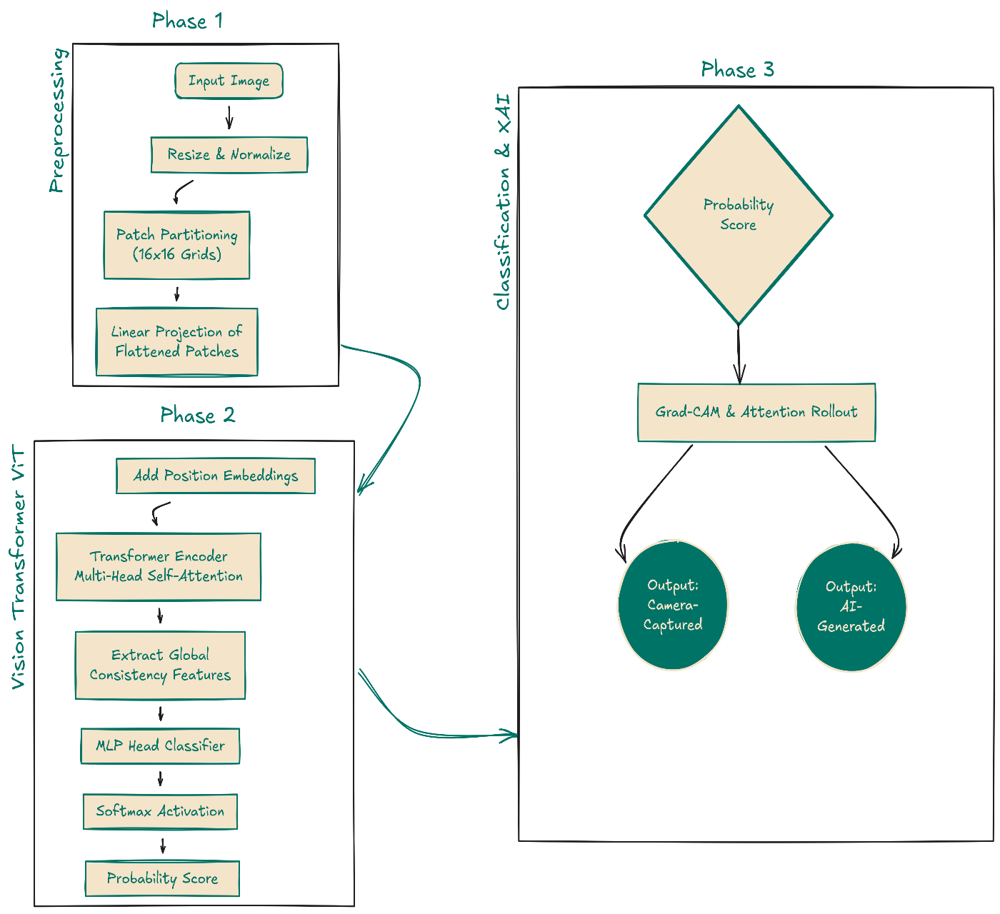 Phase 1
Preprocessing
Input Image
Resize & Normalize
Patch Partitioning
(16x16 Grids)
Linear Projection of
Flattened Patches
Phase 2
Vision Transformer ViT
Add Position Embeddings
Transformer Encoder
Multi-Head Self-Attention
Extract Global
Consistency Features
MLP Head Classifier
Softmax Activation
Probability Score
Phase 3
Classification & XAI
Probability
Score
Grad-CAM & Attention Rollout
Output:
Camera-
Captured
Output:
AI-
Generated